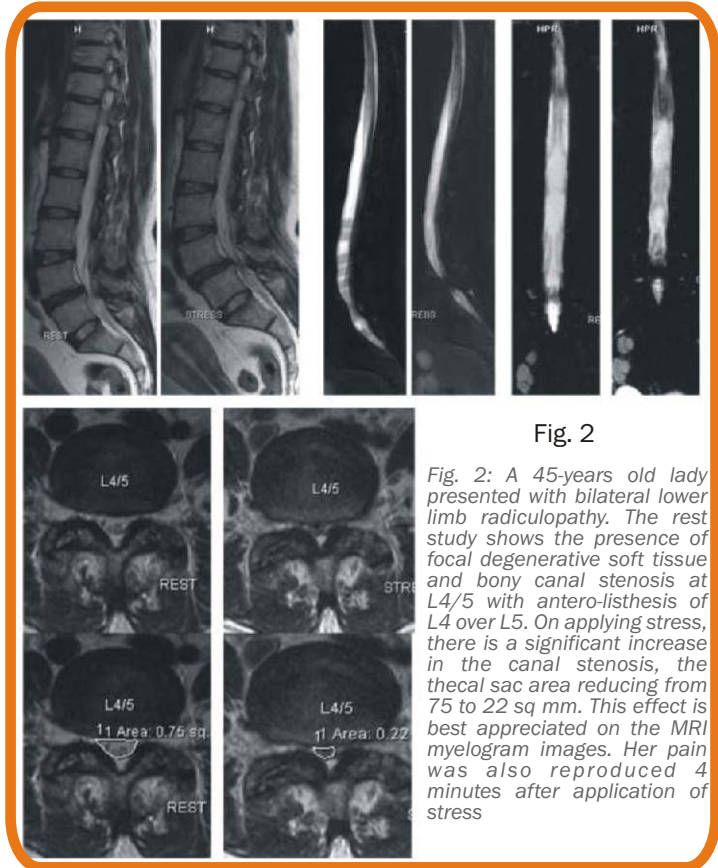 H
REST
STRESS
RESS
HPR
RE
HPR
S
L4/5
REST
L4/5
STR
L4/5
11 Area: 0.75 sq.
REST
L4/5
1 Area: 0.22
S
Fig. 2
Fig. 2: A 45-years old lady
presented with bilateral lower
limb radiculopathy. The rest
study shows the presence of
focal degenerative soft tissue
and bony canal stenosis at
L4/5 with antero-listhesis of
L4 over L5. On applying stress,
there is a significant increase
in the canal stenosis, the
thecal sac area reducing from
75 to 22 sq mm. This effect is
best appreciated on the MRI
myelogram images. Her pain
was also reproduced 4
minutes after application of
stress